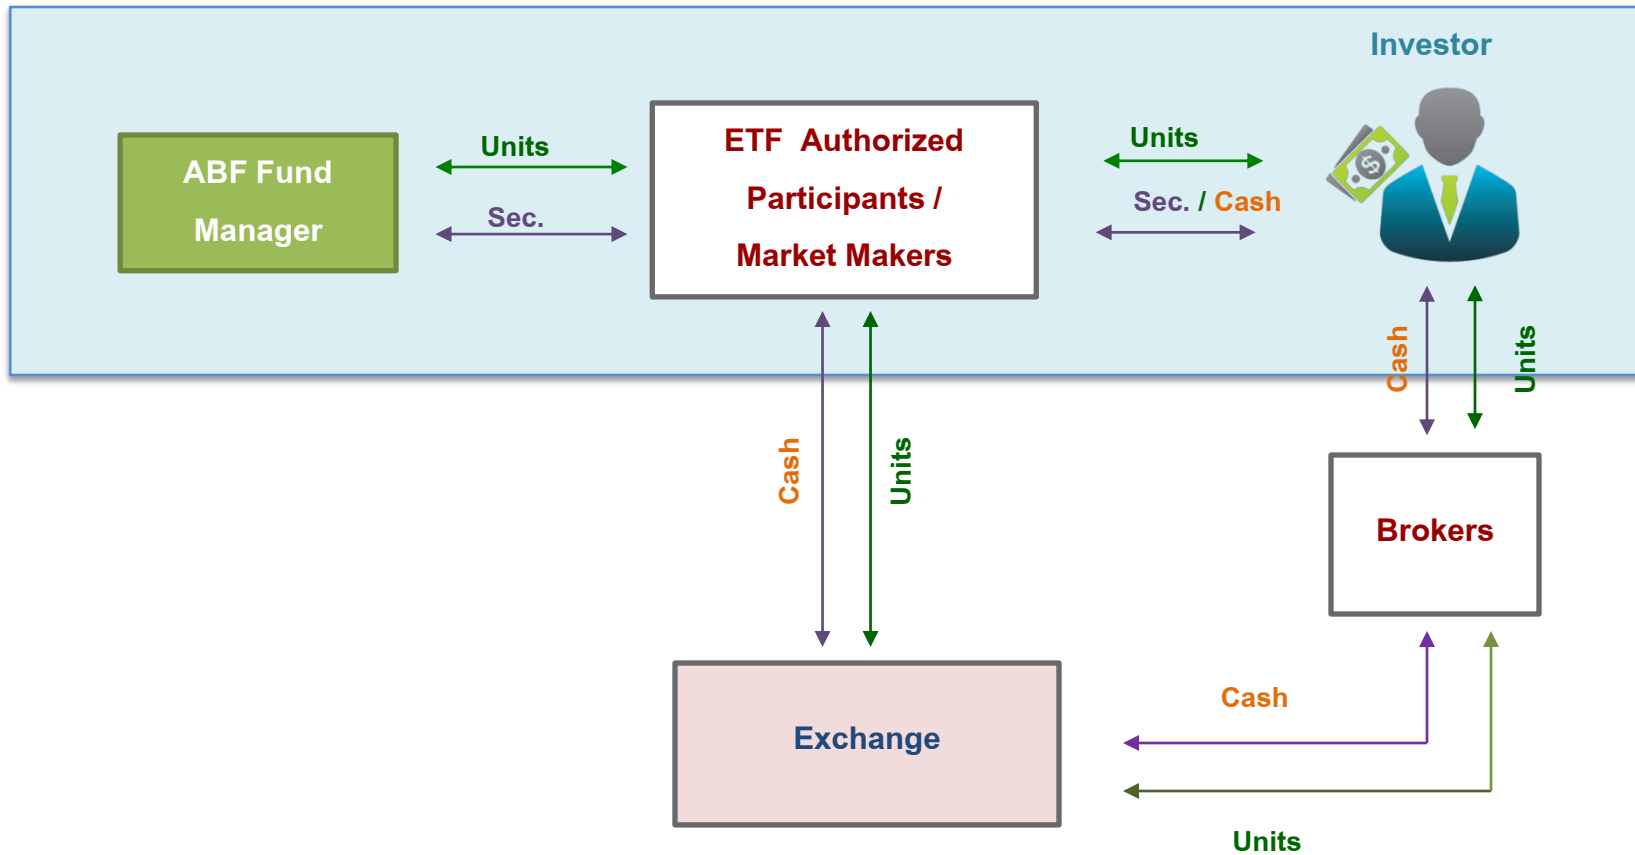 Investor
ABF Fund
Manager
Units
Sec.
ETF Authorized
Participants /
Market Makers
Units
Sec. / Cash
$
Cash
Units
Cash
Units
Brokers
Exchange
Cash
Units